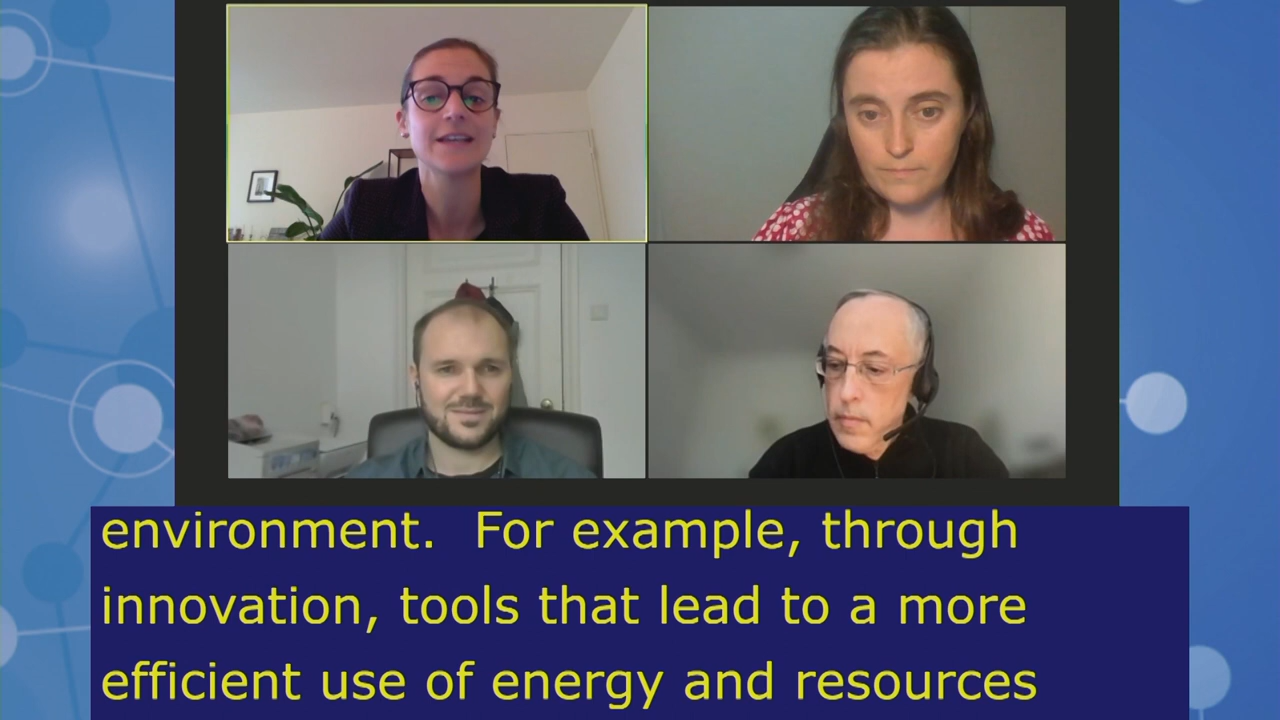 environment.  For example, through
innovation, tools that lead to a more
efficient use of energy and resources